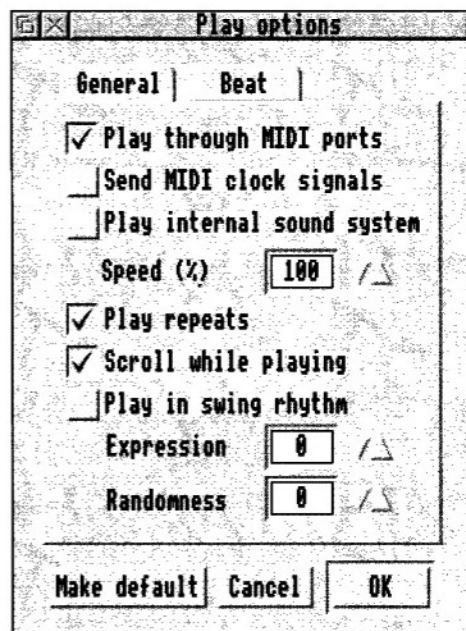 Play options
General Beat
Play through MIDI ports
Send MIDI clock signals
Play internal sound system
Speed (%) 100
Play repeats
Scroll while playing
Play in swing rhythm
Expression 0
Randomness 0
Make default Cancel OK